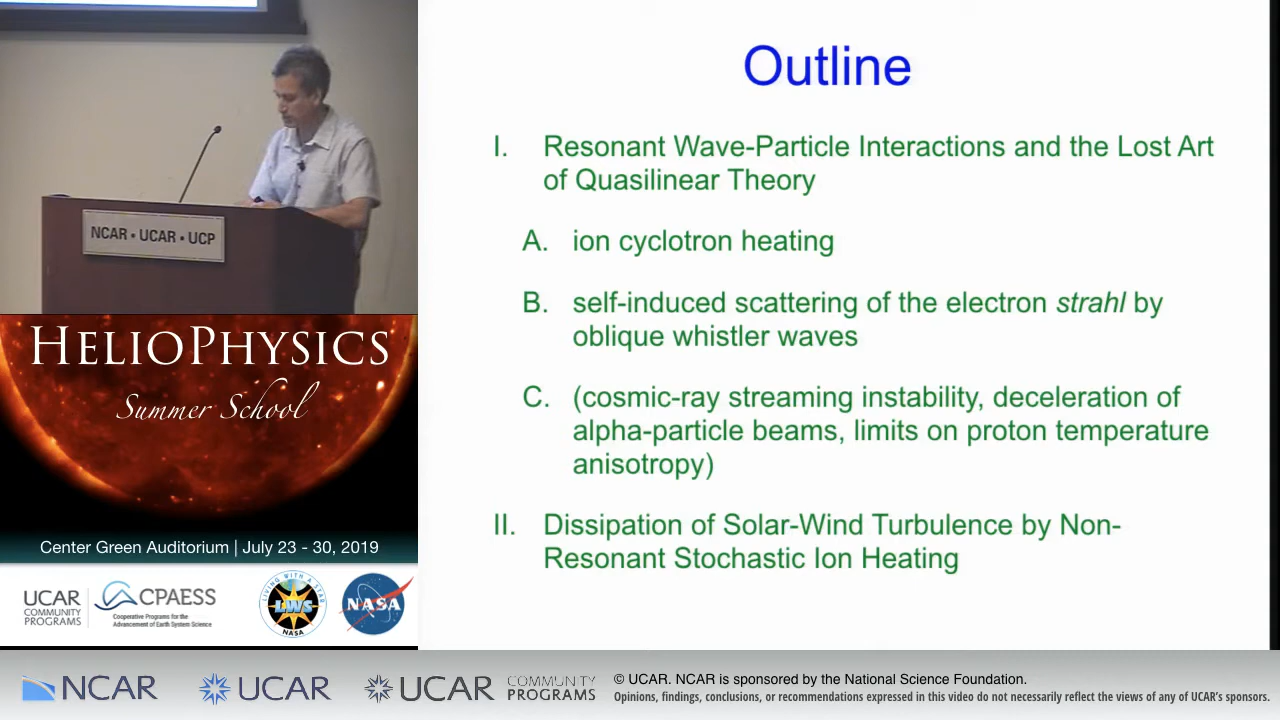 NCAR • UCAR • UCP
HELIOPHYSICS
Summer School
Center Green Auditorium | July 23 - 30, 2019
UCAR
COMMUNITY
PROGRAMS
CPAESS
Cooperative Programs for the
Advancement of Earth System Science
LIVING WITH A STAR
LWS
NASA
NASA
Outline
I. Resonant Wave-Particle Interactions and the Lost Art
of Quasilinear Theory
A. ion cyclotron heating
B. self-induced scattering of the electron strahl by
oblique whistler waves
C. (cosmic-ray streaming instability, deceleration of
alpha-particle beams, limits on proton temperature
anisotropy)
II. Dissipation of Solar-Wind Turbulence by Non-
Resonant Stochastic Ion Heating
NCAR
UCAR
UCAR
COMMUNITY
PROGRAMS
© UCAR. NCAR is sponsored by the National Science Foundation.
Opinions, findings, conclusions, or recommendations expressed in this video do not necessarily reflect the views of any of UCAR's sponsors.